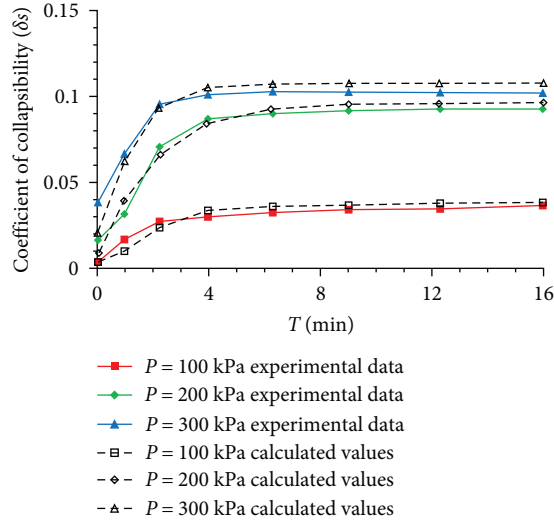 0.15
0.1
0.05
0
Coefficient of collapsibility (δs)
0 4 8 12 16
T (min)
P = 100 kPa experimental data
P = 200 kPa experimental data
P = 300 kPa experimental data
P = 100 kPa calculated values
P = 200 kPa calculated values
P = 300 kPa calculated values